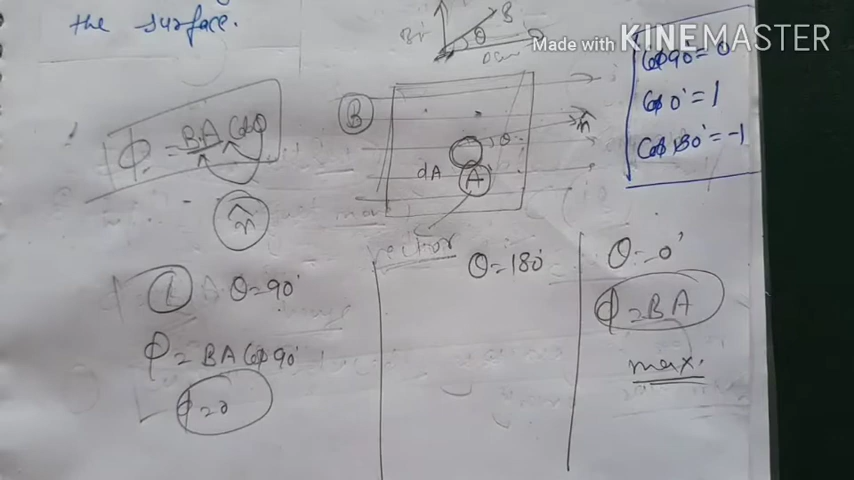 the surface.
B
θ
Made with KINEMASTER
Cos 90 = 0
Cos 0° = 1
Cos 180° = -1
Φ = BA Cosθ
B
n̂
θ
dA
A
n̂
vector
① θ = 90°
Φ = BA Cos 90°
Φ = 0
θ = 180°
θ = 0°
Φ = BA
max.